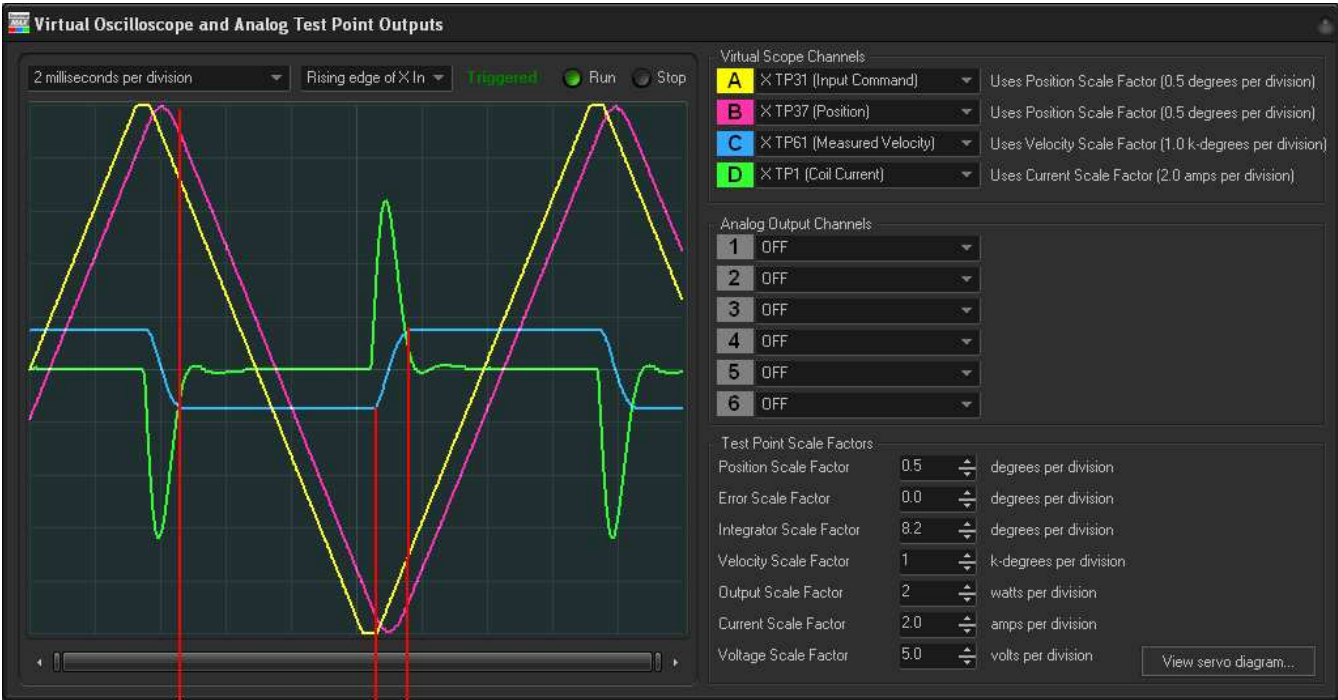 Virtual Oscilloscope and Analog Test Point Outputs
2 milliseconds per division
Rising edge of X In
Triggered
Run
Stop
Virtual Scope Channels
A X TP31 (Input Command) Uses Position Scale Factor (0.5 degrees per division)
B X TP37 (Position) Uses Position Scale Factor (0.5 degrees per division)
C X TP61 (Measured Velocity) Uses Velocity Scale Factor (1.0 k-degrees per division)
D X TP1 (Coil Current) Uses Current Scale Factor (2.0 amps per division)
Analog Output Channels
1 OFF
2 OFF
3 OFF
4 OFF
5 OFF
6 OFF
Test Point Scale Factors
Position Scale Factor 0.5 degrees per division
Error Scale Factor 0.0 degrees per division
Integrator Scale Factor 8.2 degrees per division
Velocity Scale Factor 1 k-degrees per division
Output Scale Factor 2 watts per division
Current Scale Factor 2.0 amps per division
Voltage Scale Factor 5.0 volts per division
View servo diagram...